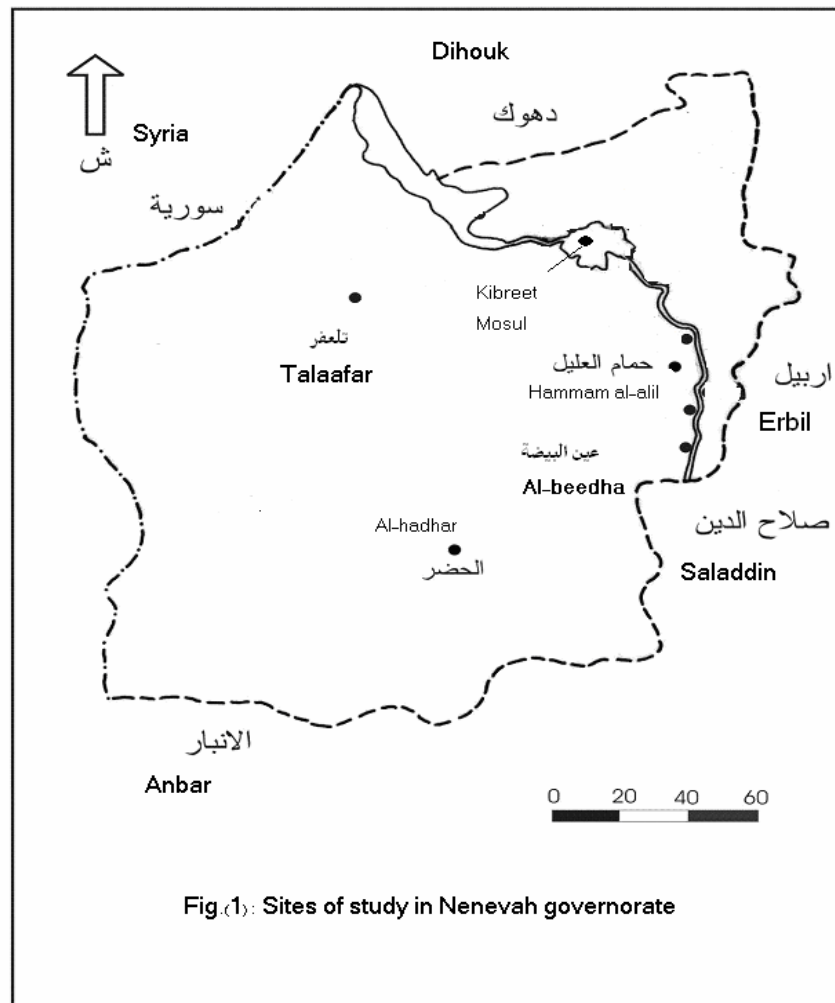 Dihouk
دهوك
Syria
ش
سورية
Kibreet
Mosul
تلعفر
Talaafar
حمام العليل
Hammam al-alil
اربيل
Erbil
عين البيضة
Al-beedha
صلاح الدين
Saladdin
Al-hadhar
الحضر
الانبار
Anbar
0 20 40 60
Fig.(1): Sites of study in Nenevah governorate